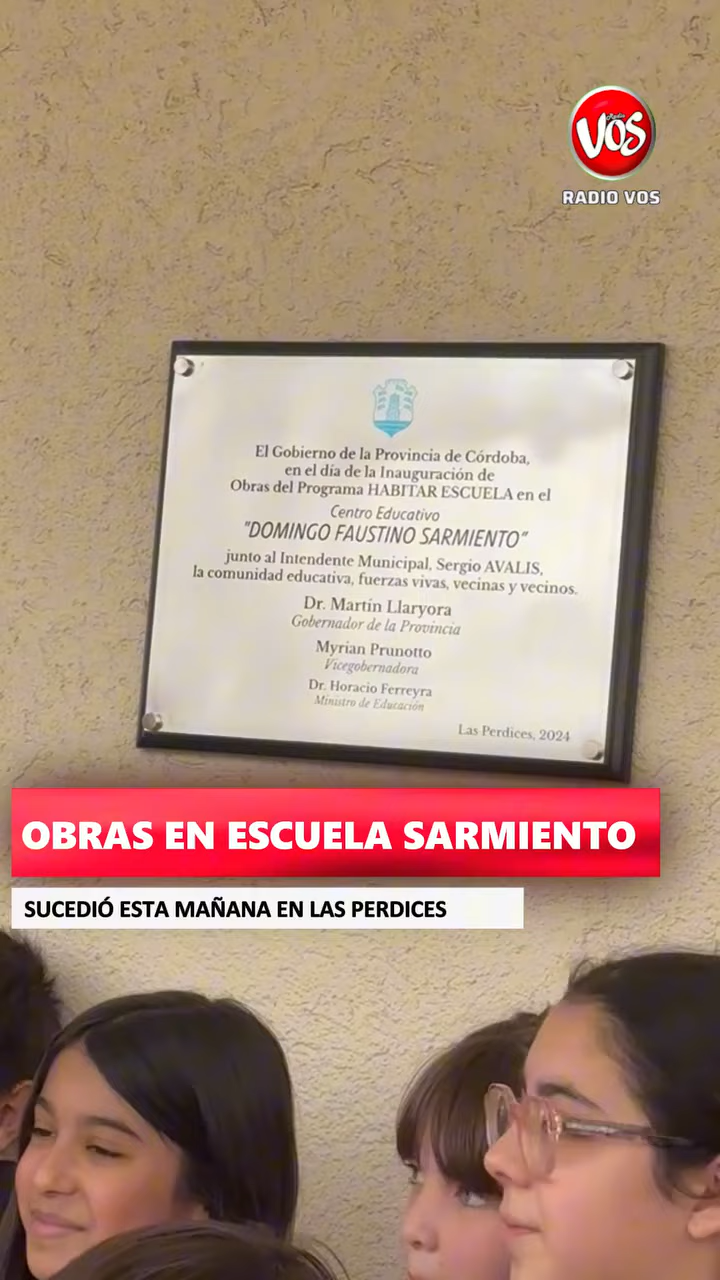 Radio
VOS
RADIO VOS
El Gobierno de la Provincia de Córdoba,
en el día de la Inauguración de
Obras del Programa HABITAR ESCUELA en el
Centro Educativo
"DOMINGO FAUSTINO SARMIENTO"
junto al Intendente Municipal, Sergio AVALIS,
la comunidad educativa, fuerzas vivas, vecinas y vecinos.
Dr. Martín Llaryora
Gobernador de la Provincia
Myrian Prunotto
Vicegobernadora
Dr. Horacio Ferreyra
Ministro de Educación
Las Perdices, 2024
OBRAS EN ESCUELA SARMIENTO
SUCEDIÓ ESTA MAÑANA EN LAS PERDICES